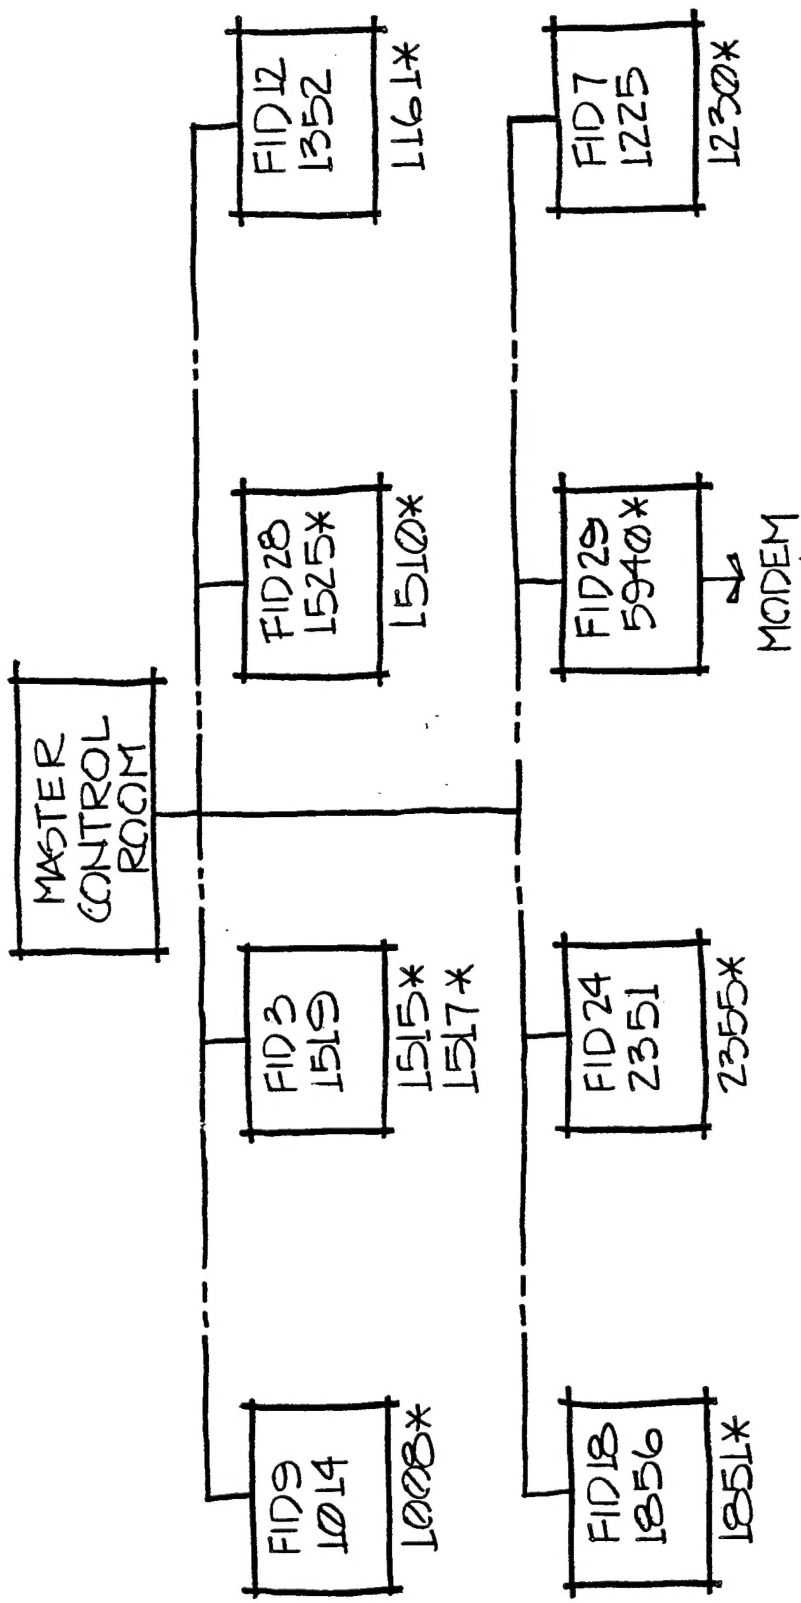 MASTER
CONTROL
ROOM
FID9
1014
1008*
FID3
1519
1515*
1517*
FID28
1525*
1510*
FID12
1352
1161*
FID18
1856
1851*
FID24
2351
2355*
FID29
5940*
MODEM
FID7
1225
1230*